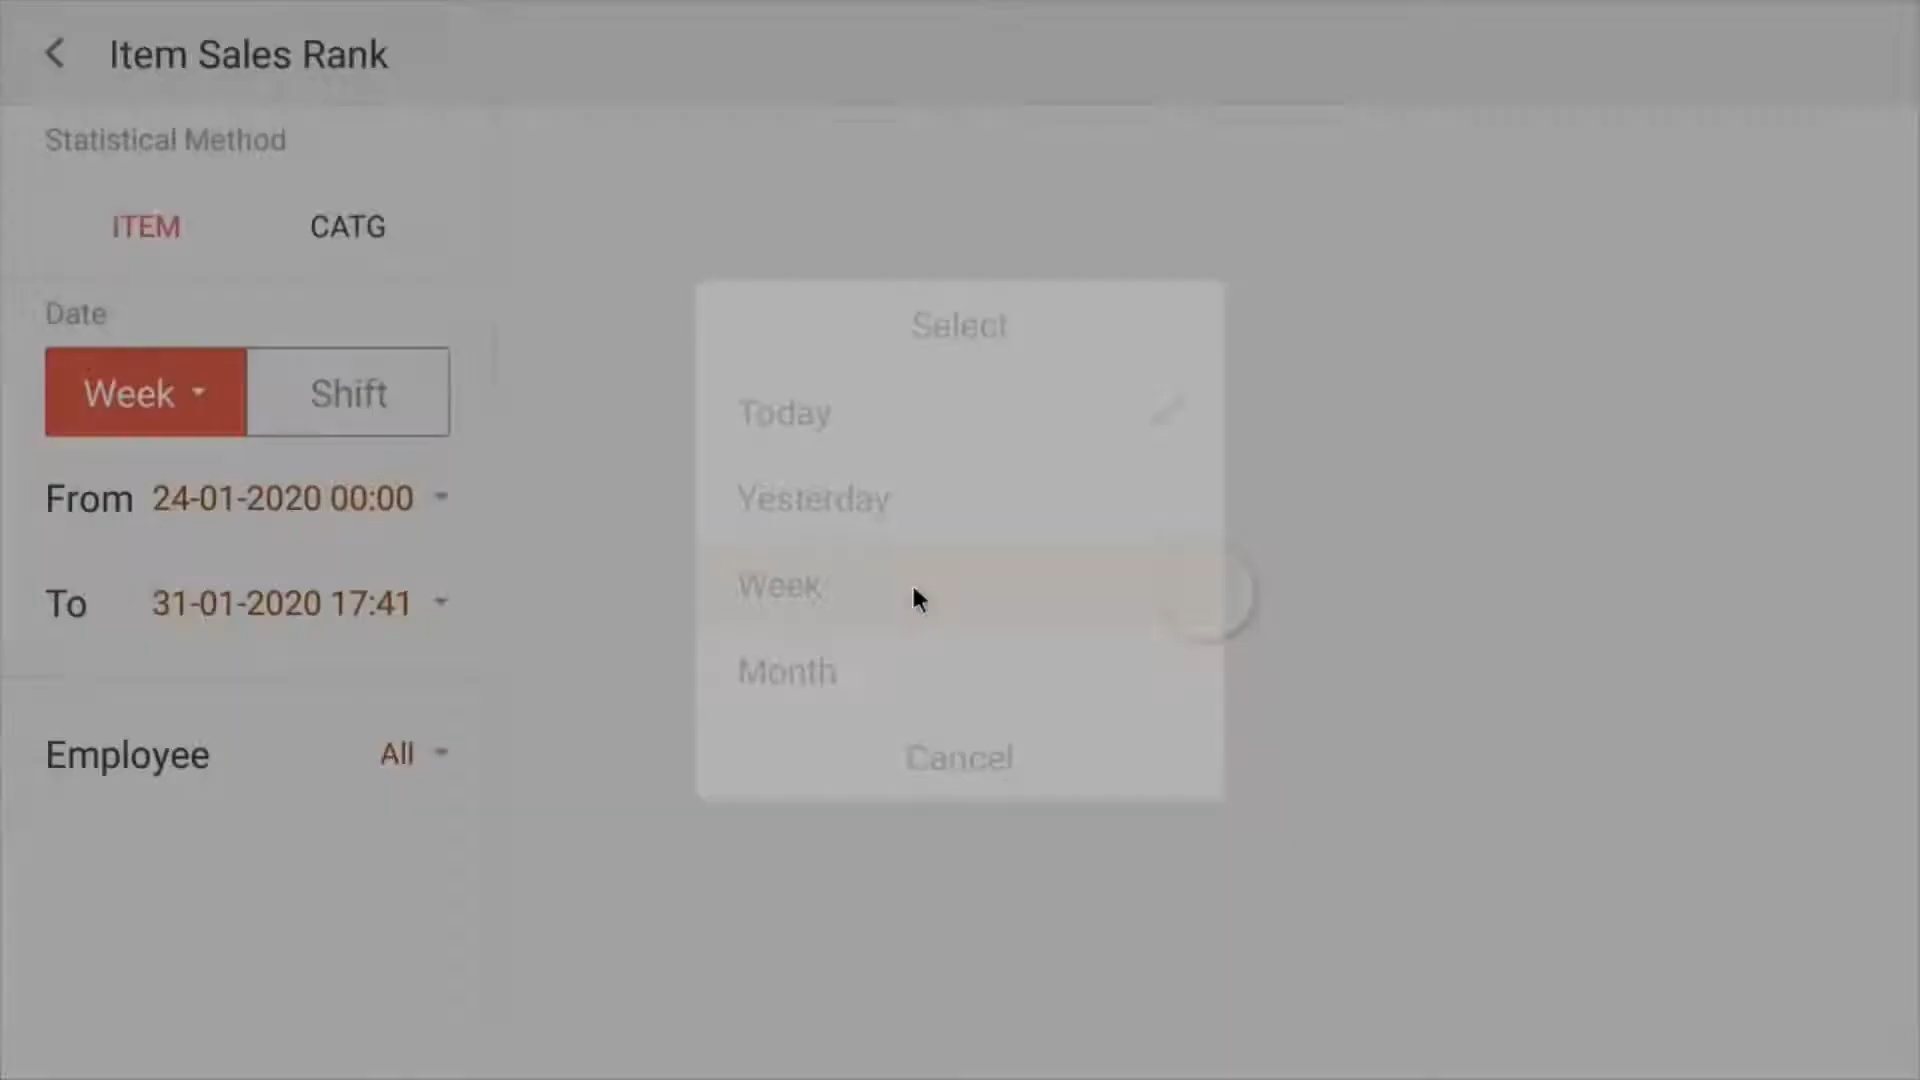 Item Sales Rank
Statistical Method
ITEM CATG
Date
Week Shift
From 24-01-2020 00:00
To 31-01-2020 17:41
Employee All
Select
Today
Yesterday
Week
Month
Cancel